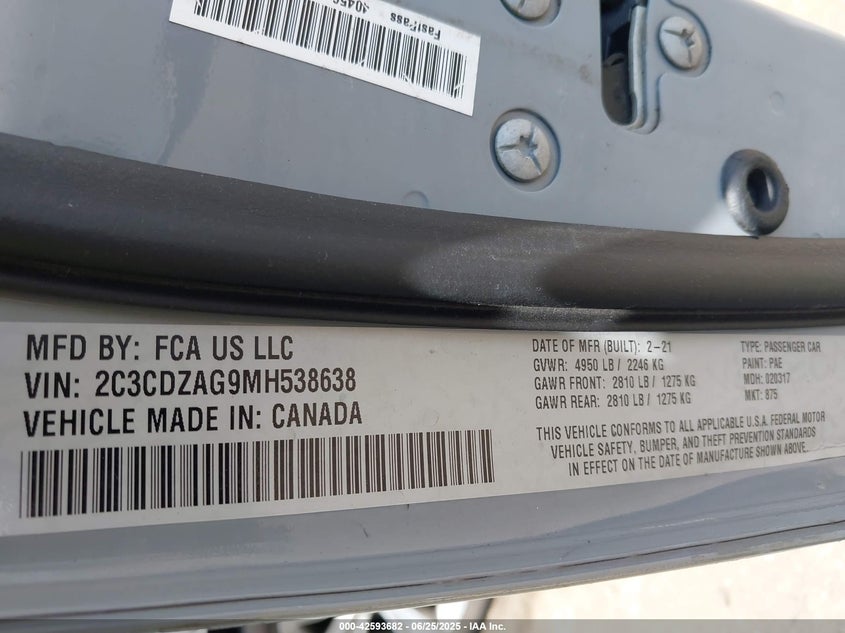 FastPass
MFD BY: FCA US LLC
VIN: 2C3CDZAG9MH538638
VEHICLE MADE IN: CANADA
DATE OF MFR (BUILT): 2-21
GVWR: 4950 LB / 2246 KG
GAWR FRONT: 2810 LB / 1275 KG
GAWR REAR: 2810 LB / 1275 KG
TYPE: PASSENGER CAR
PAINT: PAE
MDH: 020317
MKT: 875
THIS VEHICLE CONFORMS TO ALL APPLICABLE U.S.A. FEDERAL MOTOR
VEHICLE SAFETY, BUMPER, AND THEFT PREVENTION STANDARDS
IN EFFECT ON THE DATE OF MANUFACTURE SHOWN ABOVE.
000-42593682 - 06/25/2025 - IAA Inc.